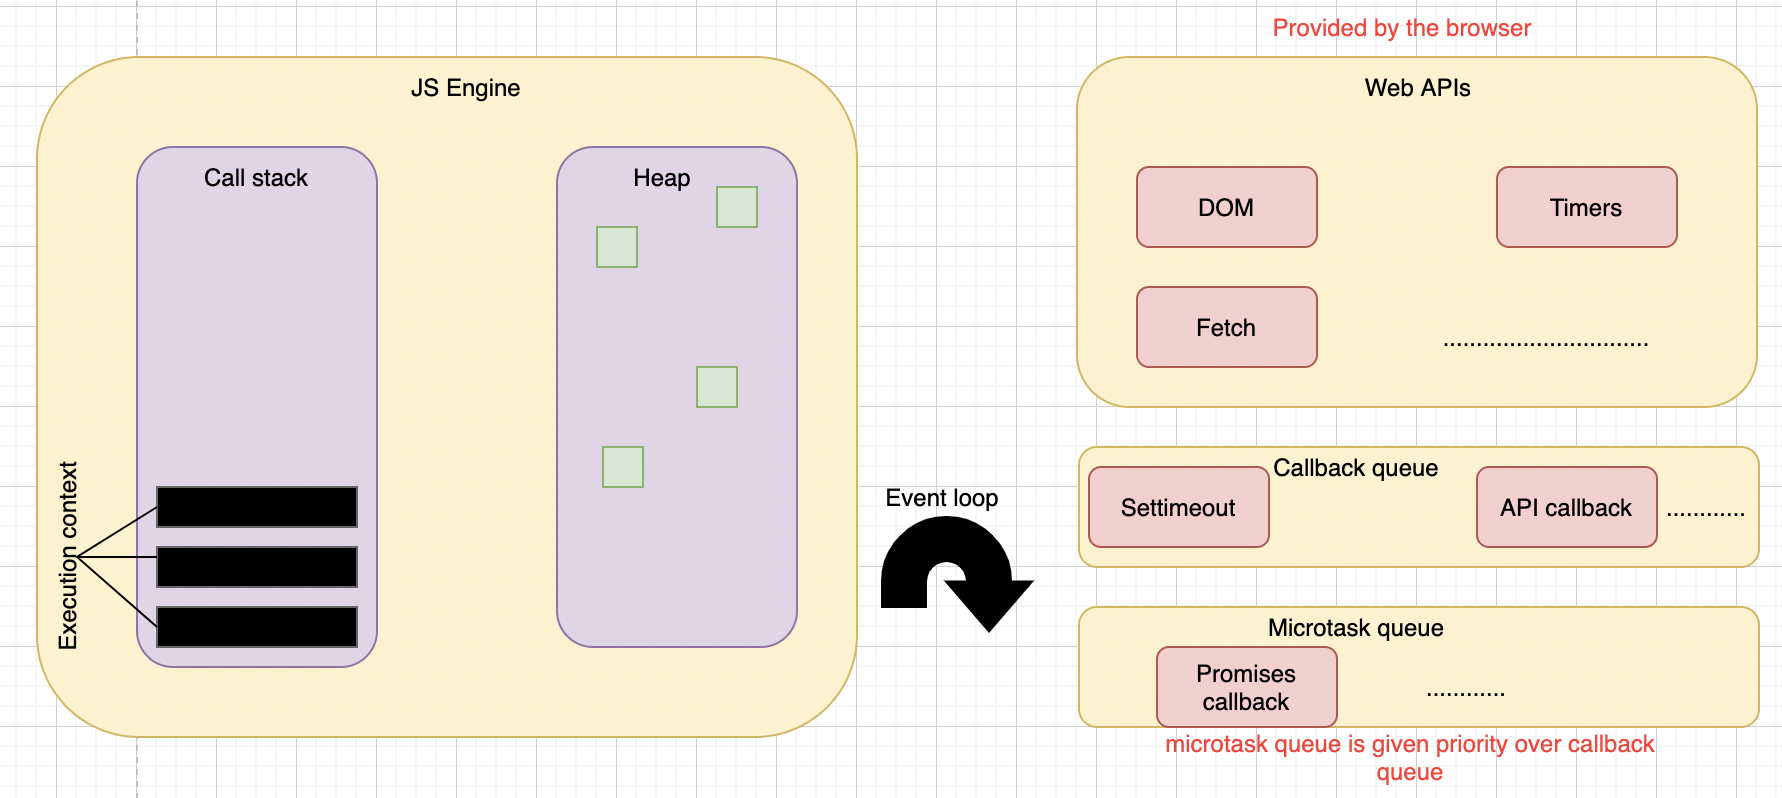 Provided by the browser
JS Engine
Call stack
Heap
Execution context
Event loop
Web APIs
DOM
Timers
Fetch
..............................
Callback queue
Settimeout
API callback
............
Microtask queue
Promises
callback
............
microtask queue is given priority over callback
queue